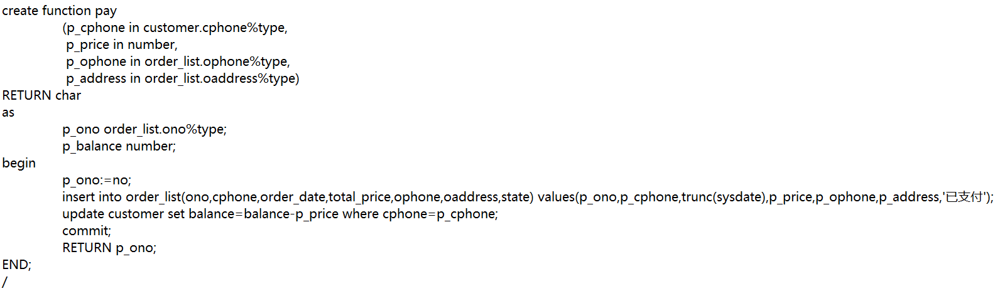 create function pay
(p_cphone in customer.cphone%type,
p_price in number,
p_ophone in order_list.ophone%type,
p_address in order_list.oaddress%type)
RETURN char
as
p_ono order_list.ono%type;
p_balance number;
begin
p_ono:=no;
insert into order_list(ono,cphone,order_date,total_price,ophone,oaddress,state) values(p_ono,p_cphone,trunc(sysdate),p_price,p_ophone,p_address,'已支付');
update customer set balance=balance-p_price where cphone=p_cphone;
commit;
RETURN p_ono;
END;
/